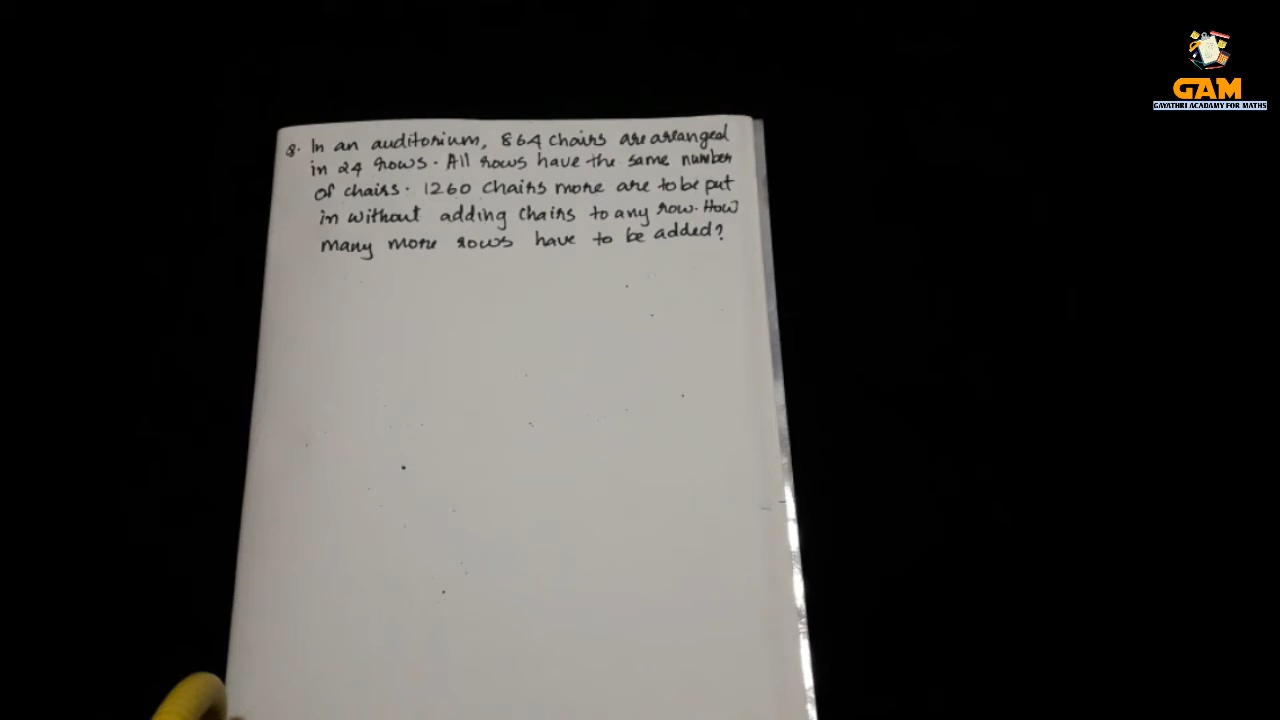 GAM
GAYATHRI ACADAMY FOR MATHS
8. In an auditorium, 864 chairs are arranged
in 24 rows. All rows have the same number
of chairs. 1260 chairs more are to be put
in without adding chairs to any row. How
many more rows have to be added?